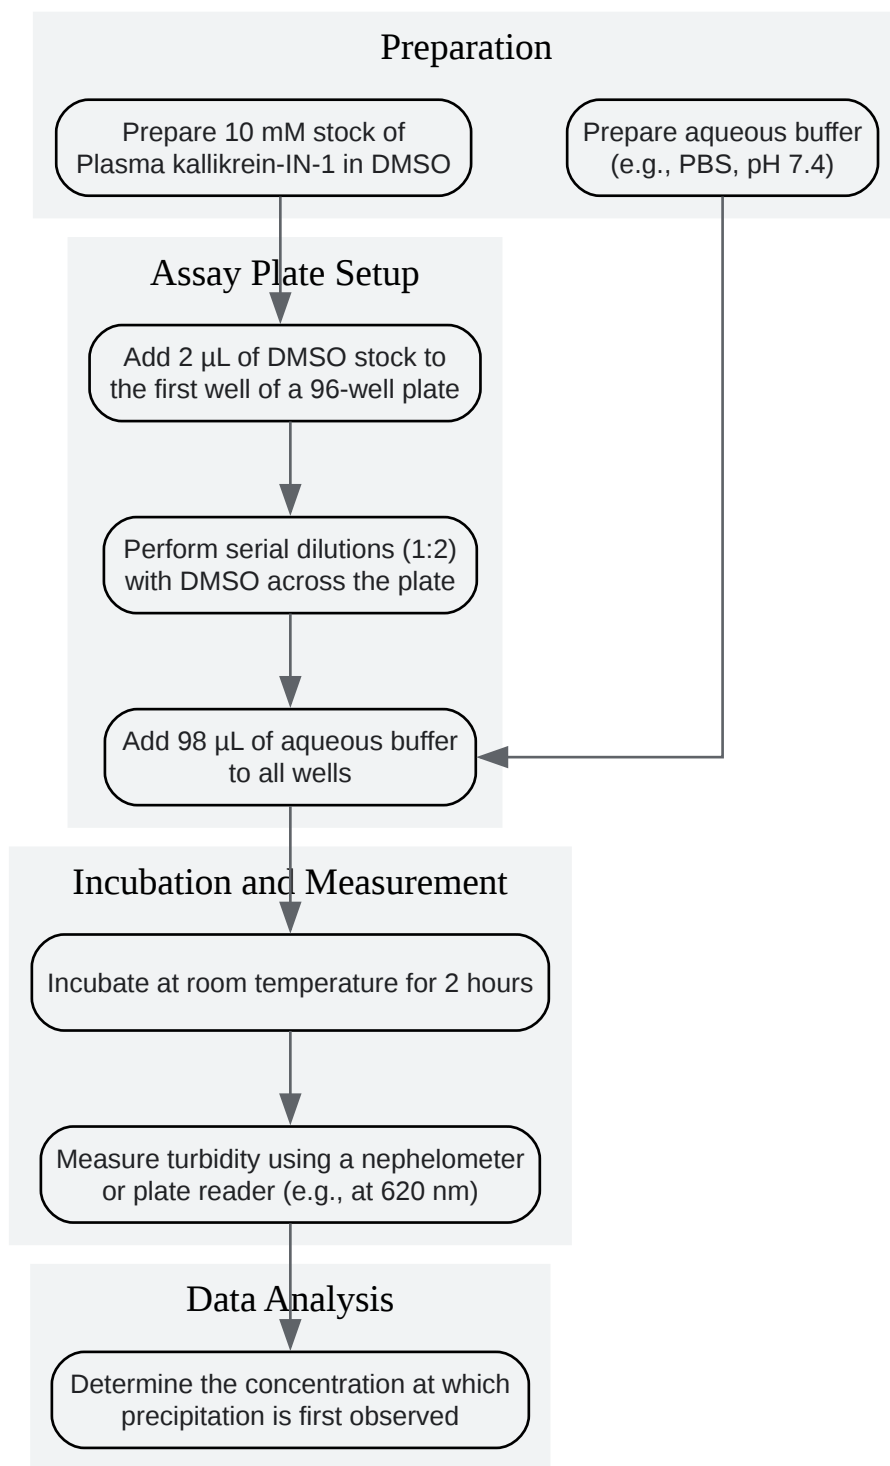 Preparation
Prepare 10 mM stock of
Plasma kallikrein-IN-1 in DMSO
Prepare aqueous buffer
(e.g., PBS, pH 7.4)
Assay Plate Setup
Add 2 µL of DMSO stock to
the first well of a 96-well plate
Perform serial dilutions (1:2)
with DMSO across the plate
Add 98 µL of aqueous buffer
to all wells
Incubation and Measurement
Incubate at room temperature for 2 hours
Measure turbidity using a nephelometer
or plate reader (e.g., at 620 nm)
Data Analysis
Determine the concentration at which
precipitation is first observed